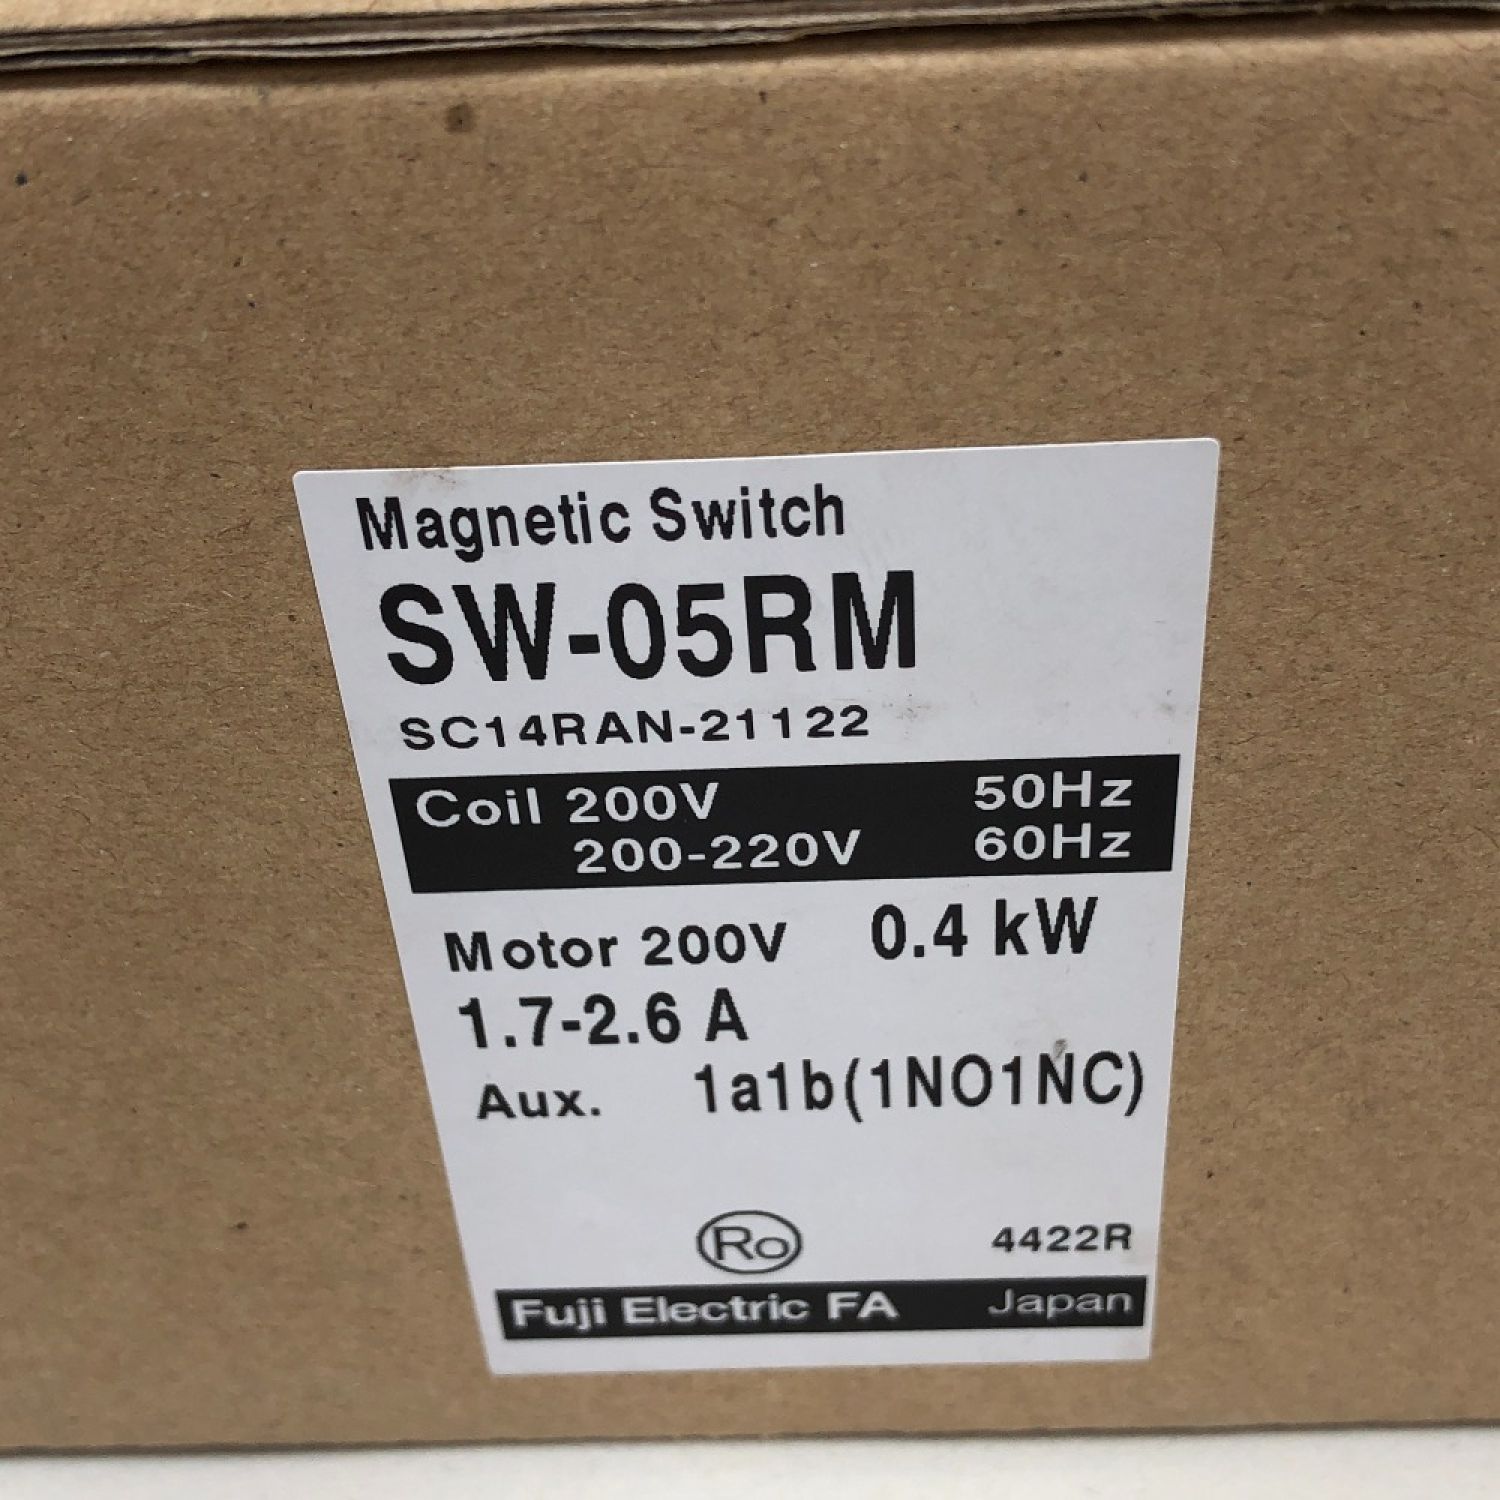 Magnetic Switch
SW-05RM
SC14RAN-21122
Coil 200V 50Hz
200-220V 60Hz
Motor 200V 0.4 kW
1.7-2.6 A
Aux. 1a1b(1NO1NC)
Ro 4422R
Fuji Electric FA Japan